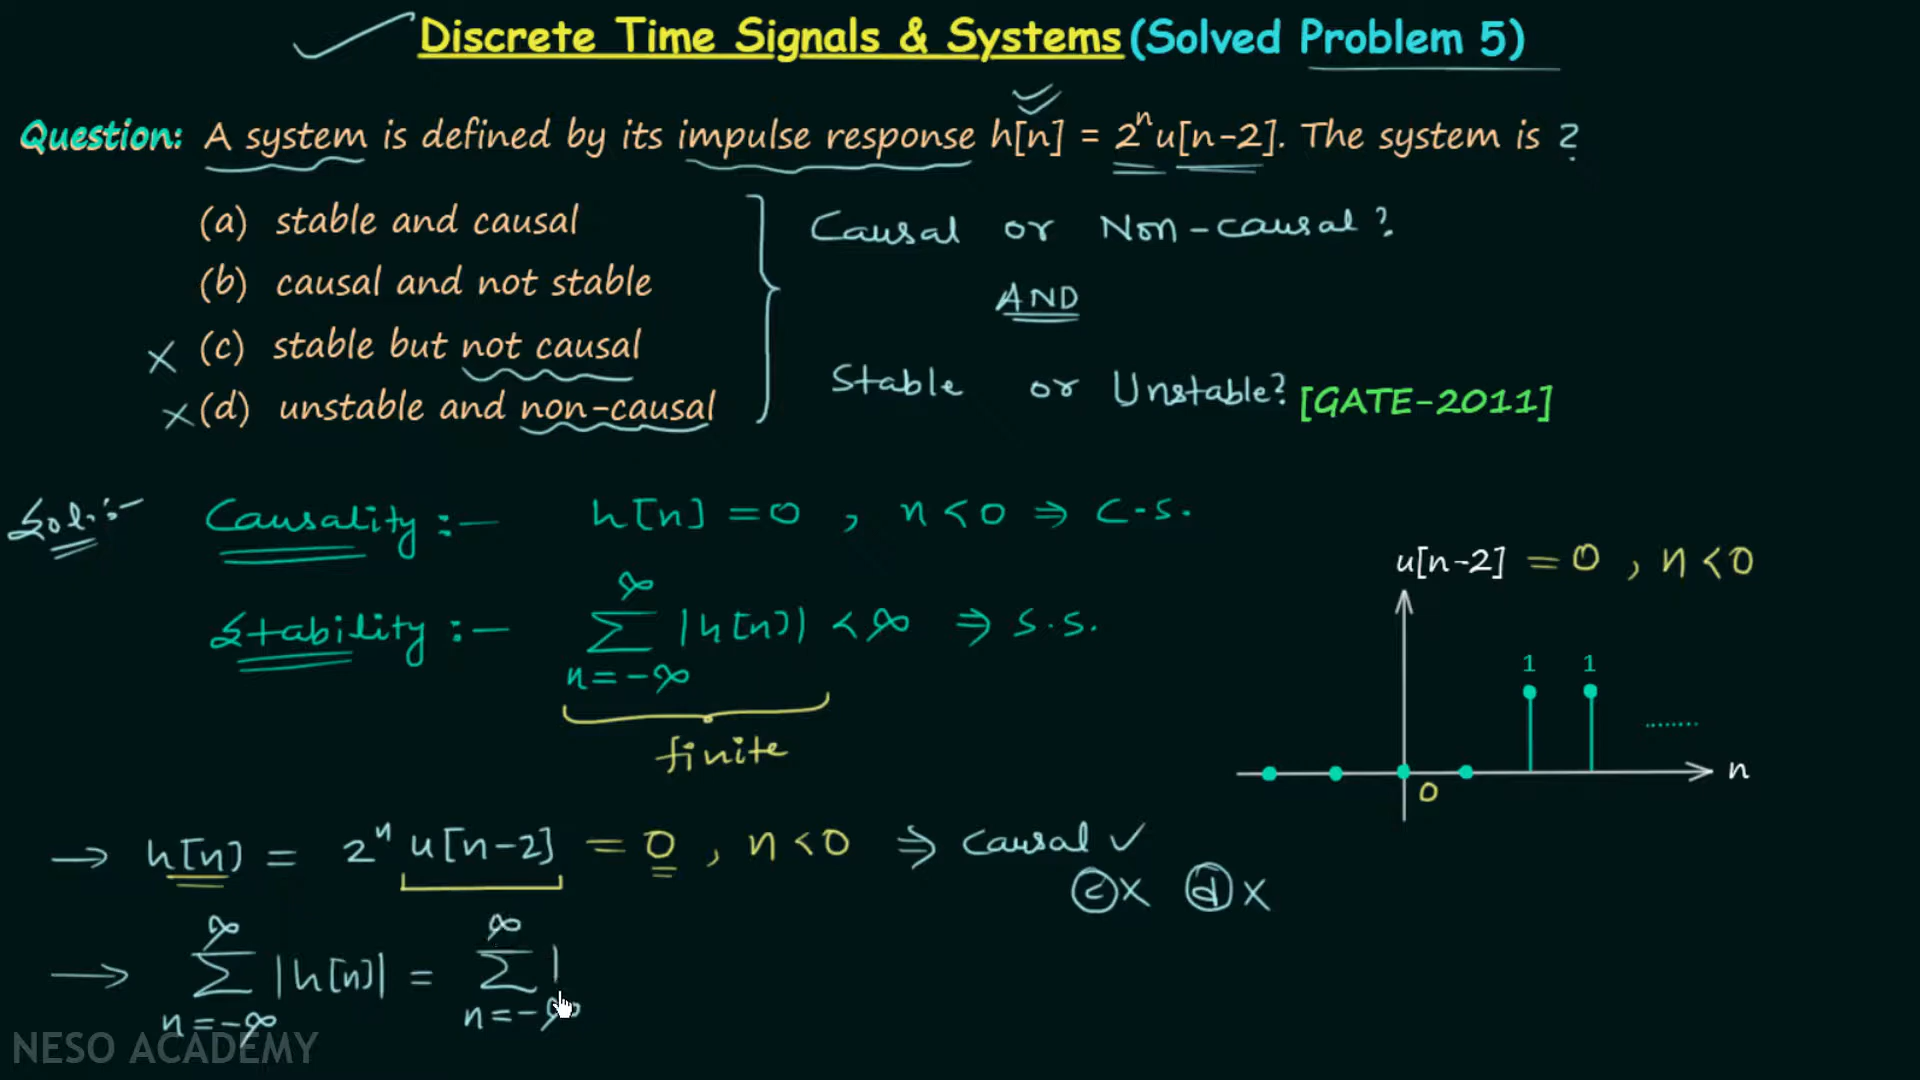 Discrete Time Signals & Systems (Solved Problem 5)
Question: A system is defined by its impulse response h[n] = 2ⁿu[n-2]. The system is ?
(a) stable and causal
(b) causal and not stable
× (c) stable but not causal
× (d) unstable and non-causal
Causal or Non-causal?
AND
Stable or Unstable?
[GATE-2011]
Sol:-
Causality :- h[n] = 0 , n < 0 ⇒ C.S.
Stability :- ∞ Σ n=-∞ |h[n]| < ∞ ⇒ S.S.
finite
u[n-2] = 0 , n < 0
1 1
........
0
n
→ h[n] = 2ⁿ u[n-2] = 0 , n < 0 ⇒ Causal ✓
ⓒ × ⓓ ×
→ ∞ Σ n=-∞ |h[n]| = ∞ Σ n=-∞ |
NESO ACADEMY